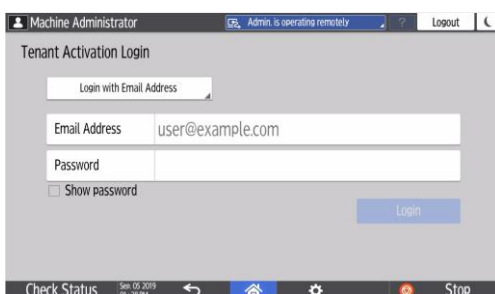 Machine Administrator
Admin. is operating remotely
?
Logout
Tenant Activation Login
Login with Email Address
Email Address
user@example.com
Password
Show password
Login
Check Status
Sep. 05 2019
Stop